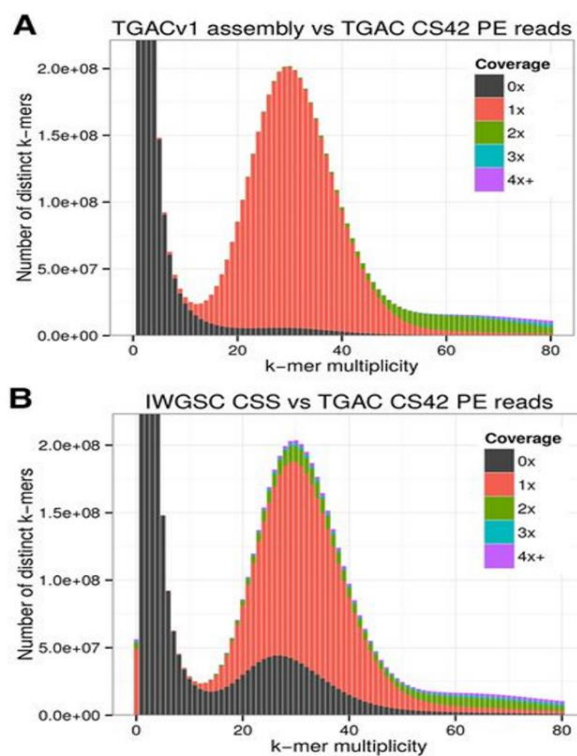 A
TGACv1 assembly vs TGAC CS42 PE reads
Number of distinct k-mers
2.0e+08
1.5e+08
1.0e+08
5.0e+07
0.0e+00
0 20 40 60 80
k-mer multiplicity
Coverage
0x
1x
2x
3x
4x+
B
IWGSC CSS vs TGAC CS42 PE reads
Number of distinct k-mers
2.0e+08
1.5e+08
1.0e+08
5.0e+07
0.0e+00
0 20 40 60 80
k-mer multiplicity
Coverage
0x
1x
2x
3x
4x+